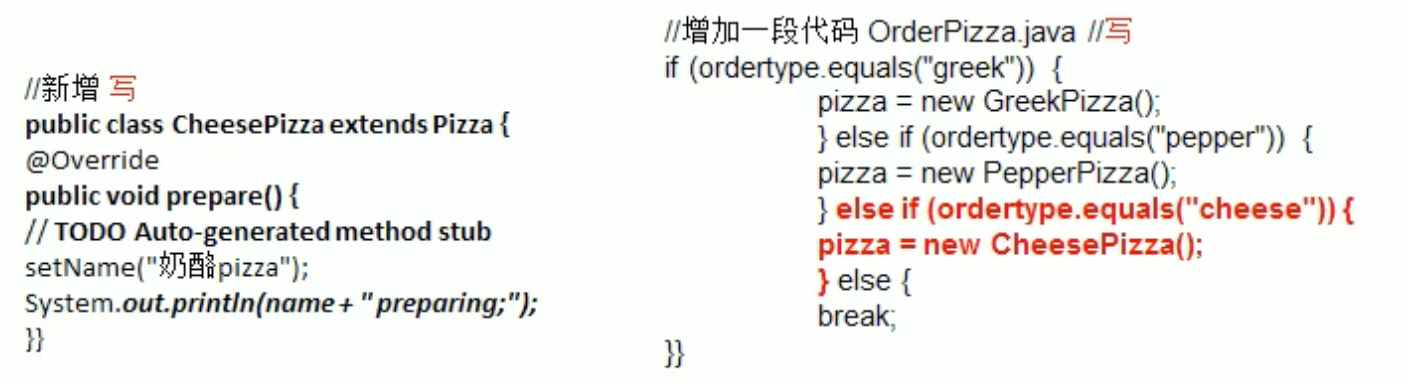 //新增 写
public class CheesePizza extends Pizza {
@Override
public void prepare() {
// TODO Auto-generated method stub
setName("奶酪pizza");
System.out.println(name + " preparing;");
}}
//增加一段代码 OrderPizza.java //写
if (ordertype.equals("greek")) {
pizza = new GreekPizza();
} else if (ordertype.equals("pepper")) {
pizza = new PepperPizza();
} else if (ordertype.equals("cheese")) {
pizza = new CheesePizza();
} else {
break;
}}